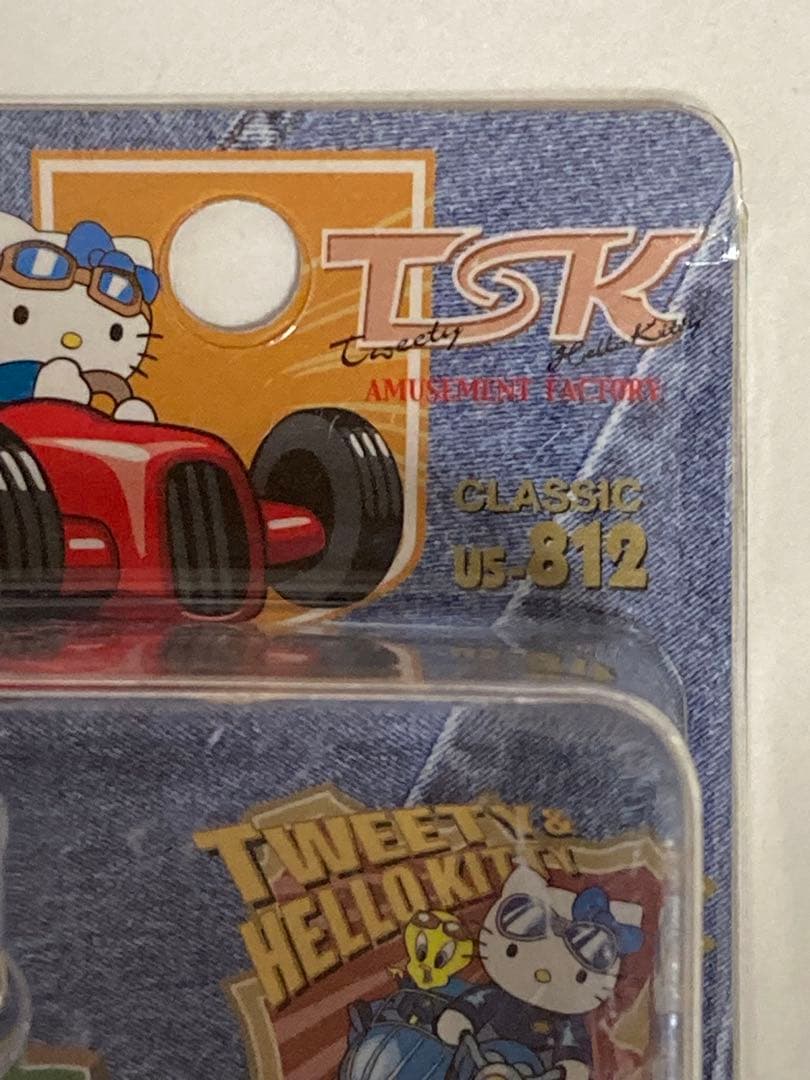 TSK
Tweety Hello Kitty
AMUSEMENT FACTORY
CLASSIC
US-812
TWEETY &
HELLO KITTY